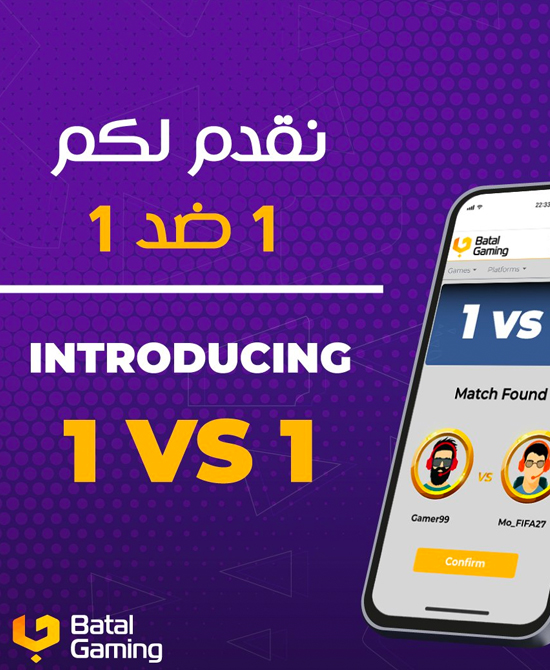 نقدم لكم
1 ضد 1
INTRODUCING
1 VS 1
22:33
Batal
Gaming
Games
Platforms
1 VS
Match Found
VS
Gamer99
Mo_FIFA27
Confirm
Batal
Gaming